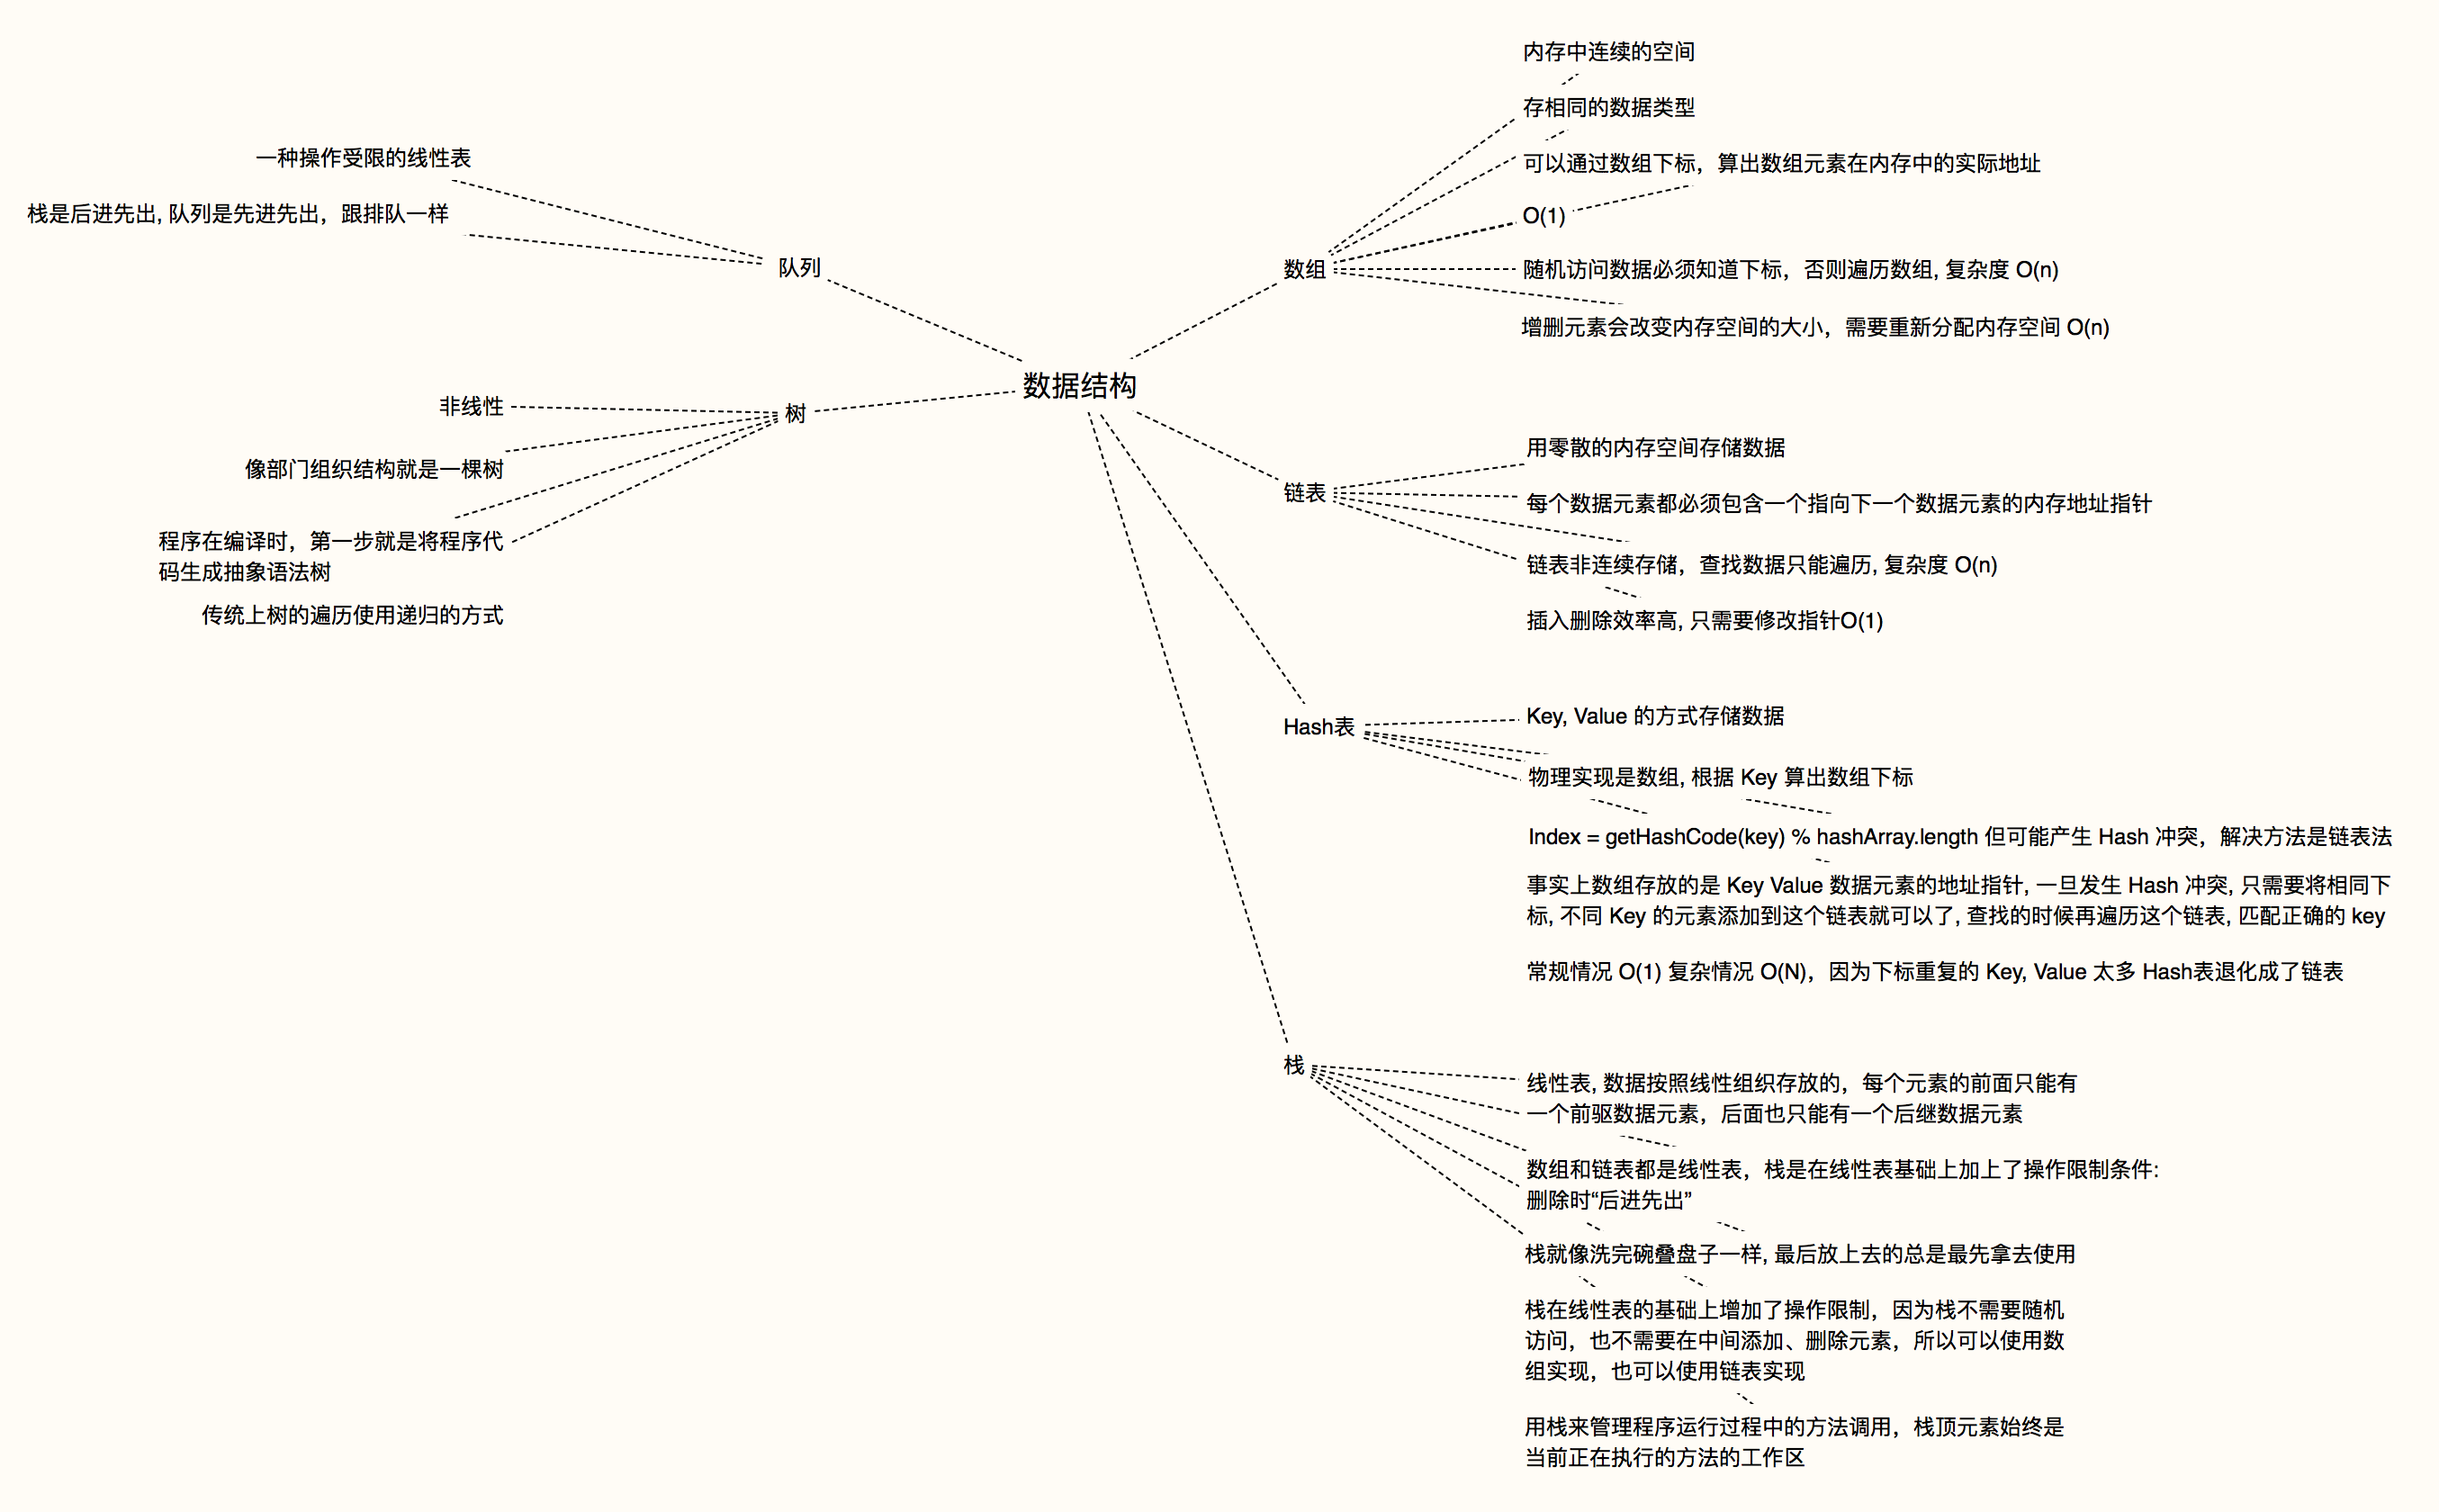 数据结构
数组
内存中连续的空间
存相同的数据类型
可以通过数组下标，算出数组元素在内存中的实际地址
O(1)
随机访问数据必须知道下标，否则遍历数组, 复杂度 O(n)
增删元素会改变内存空间的大小，需要重新分配内存空间 O(n)
链表
用零散的内存空间存储数据
每个数据元素都必须包含一个指向下一个数据元素的内存地址指针
链表非连续存储，查找数据只能遍历, 复杂度 O(n)
插入删除效率高, 只需要修改指针O(1)
Hash表
Key, Value 的方式存储数据
物理实现是数组, 根据 Key 算出数组下标
Index = getHashCode(key) % hashArray.length 但可能产生 Hash 冲突，解决方法是链表法
事实上数组存放的是 Key Value 数据元素的地址指针, 一旦发生 Hash 冲突, 只需要将相同下
标, 不同 Key 的元素添加到这个链表就可以了, 查找的时候再遍历这个链表, 匹配正确的 key
常规情况 O(1) 复杂情况 O(N)，因为下标重复的 Key, Value 太多 Hash表退化成了链表
栈
线性表, 数据按照线性组织存放的，每个元素的前面只能有
一个前驱数据元素，后面也只能有一个后继数据元素
数组和链表都是线性表，栈是在线性表基础上加上了操作限制条件:
删除时“后进先出”
栈就像洗完碗叠盘子一样, 最后放上去的总是最先拿去使用
栈在线性表的基础上增加了操作限制，因为栈不需要随机
访问，也不需要在中间添加、删除元素，所以可以使用数
组实现，也可以使用链表实现
用栈来管理程序运行过程中的方法调用，栈顶元素始终是
当前正在执行的方法的工作区
队列
一种操作受限的线性表
栈是后进先出, 队列是先进先出，跟排队一样
树
非线性
像部门组织结构就是一棵树
程序在编译时，第一步就是将程序代
码生成抽象语法树
传统上树的遍历使用递归的方式